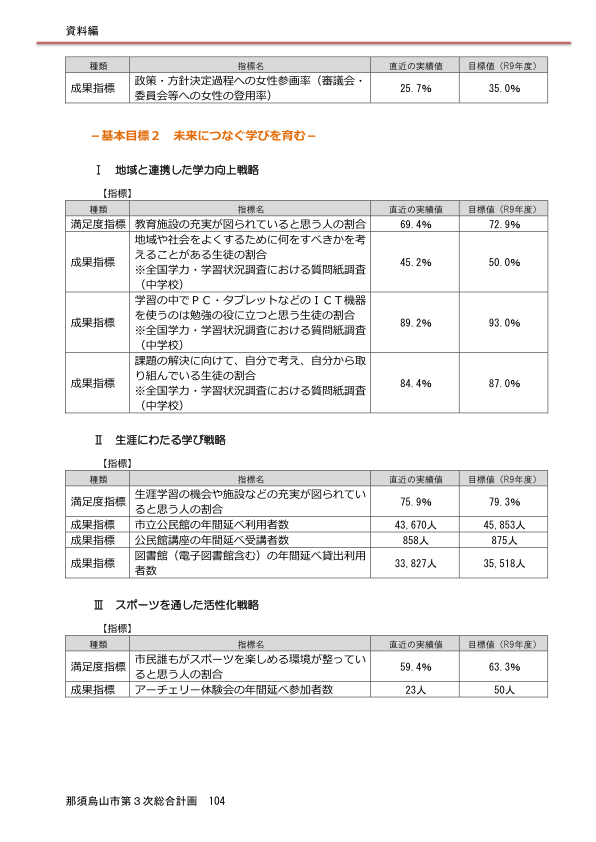 資料編
種類 指標名 直近の実績値 目標値（R9年度）
成果指標 政策・方針決定過程への女性参画率（審議会・
委員会等への女性の登用率） 25.7% 35.0%
－基本目標２　未来につなぐ学びを育む－
Ⅰ　地域と連携した学力向上戦略
【指標】
種類 指標名 直近の実績値 目標値（R9年度）
満足度指標 教育施設の充実が図られていると思う人の割合 69.4% 72.9%
成果指標 地域や社会をよくするために何をすべきかを考
えることがある生徒の割合
※全国学力・学習状況調査における質問紙調査
（中学校） 45.2% 50.0%
成果指標 学習の中でＰＣ・タブレットなどのＩＣＴ機器
を使うのは勉強の役に立つと思う生徒の割合
※全国学力・学習状況調査における質問紙調査
（中学校） 89.2% 93.0%
成果指標 課題の解決に向けて、自分で考え、自分から取
り組んでいる生徒の割合
※全国学力・学習状況調査における質問紙調査
（中学校） 84.4% 87.0%
Ⅱ　生涯にわたる学び戦略
【指標】
種類 指標名 直近の実績値 目標値（R9年度）
満足度指標 生涯学習の機会や施設などの充実が図られてい
ると思う人の割合 75.9% 79.3%
成果指標 市立公民館の年間延べ利用者数 43,670人 45,853人
成果指標 公民館講座の年間延べ受講者数 858人 875人
成果指標 図書館（電子図書館含む）の年間延べ貸出利用
者数 33,827人 35,518人
Ⅲ　スポーツを通した活性化戦略
【指標】
種類 指標名 直近の実績値 目標値（R9年度）
満足度指標 市民誰もがスポーツを楽しめる環境が整ってい
ると思う人の割合 59.4% 63.3%
成果指標 アーチェリー体験会の年間延べ参加者数 23人 50人
那須烏山市第３次総合計画　104